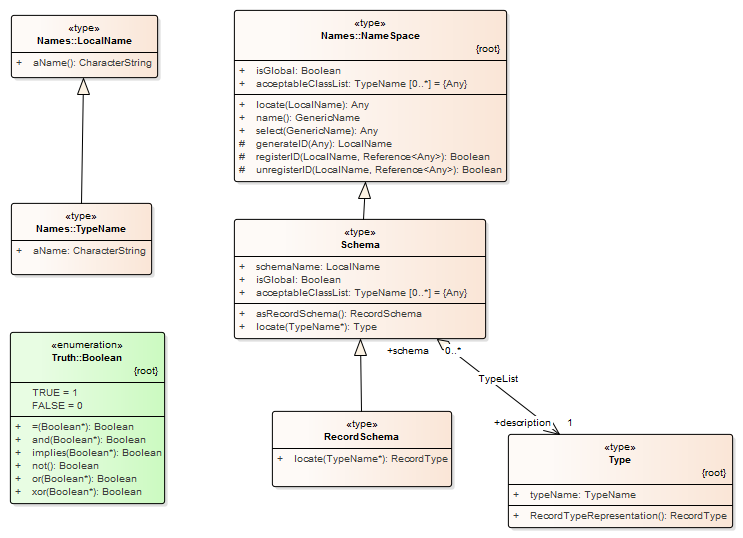 «type»
Names::LocalName
+ aName(): CharacterString
«type»
Names::NameSpace
{root}
+ isGlobal: Boolean
+ acceptableClassList: TypeName [0..*] = {Any}
+ locate(LocalName): Any
+ name(): GenericName
+ select(GenericName): Any
# generateID(Any): LocalName
# registerID(LocalName, Reference<Any>): Boolean
# unregisterID(LocalName, Reference<Any>): Boolean
«type»
Names::TypeName
+ aName: CharacterString
«type»
Schema
+ schemaName: LocalName
+ isGlobal: Boolean
+ acceptableClassList: TypeName [0..*] = {Any}
+ asRecordSchema(): RecordSchema
+ locate(TypeName*): Type
«enumeration»
Truth::Boolean
{root}
TRUE = 1
FALSE = 0
+ =(Boolean*): Boolean
+ and(Boolean*): Boolean
+ implies(Boolean*): Boolean
+ not(): Boolean
+ or(Boolean*): Boolean
+ xor(Boolean*): Boolean
+schema 0..*
TypeList
+description 1
«type»
RecordSchema
+ locate(TypeName*): RecordType
«type»
Type
{root}
+ typeName: TypeName
+ RecordTypeRepresentation(): RecordType